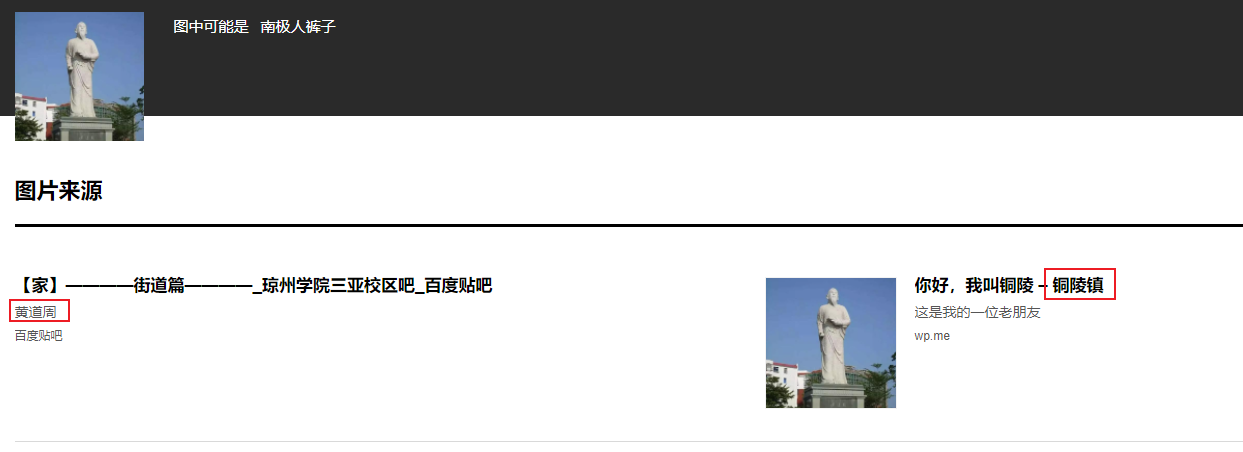 图中可能是 南极人裤子
图片来源
【家】————街道篇————_琼州学院三亚校区吧_百度贴吧
黄道周
百度贴吧
你好，我叫铜陵 – 铜陵镇
这是我的一位老朋友
wp.me